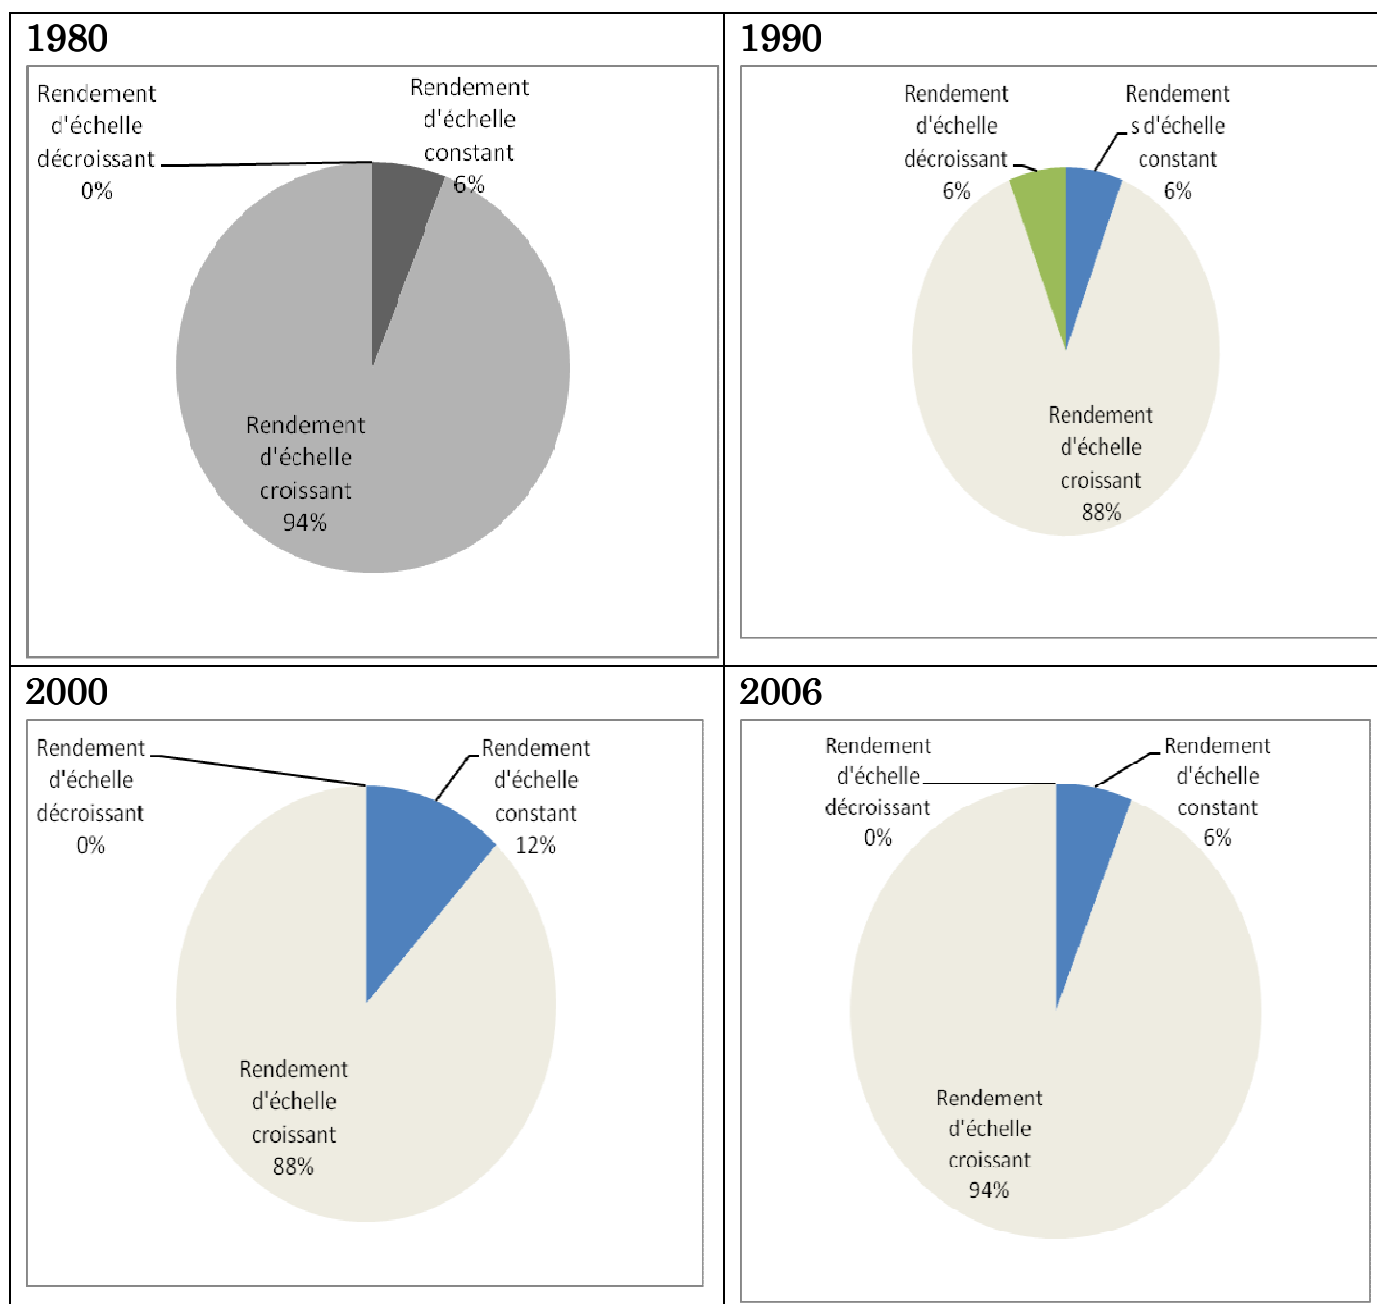 1980
Rendement
d'échelle
décroissant
0%
Rendement
d'échelle
constant
6%
Rendement
d'échelle
croissant
94%
1990
Rendement
d'échelle
décroissant
6%
Rendement
s d'échelle
constant
6%
Rendement
d'échelle
croissant
88%
2000
Rendement
d'échelle
décroissant
0%
Rendement
d'échelle
constant
12%
Rendement
d'échelle
croissant
88%
2006
Rendement
d'échelle
décroissant
0%
Rendement
d'échelle
constant
6%
Rendement
d'échelle
croissant
94%